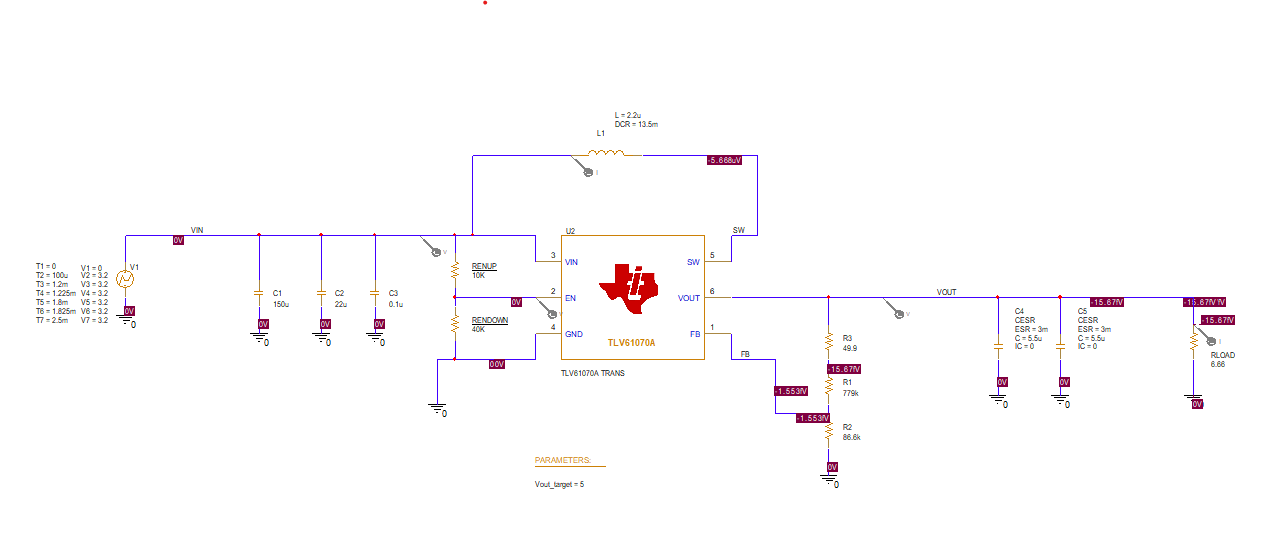 L = 2.2u
DCR = 13.5m
L1
-5.668uV
I
VIN
0V
U2
SW
T1 = 0
T2 = 100u
T3 = 1.2m
T4 = 1.225m
T5 = 1.8m
T6 = 1.825m
T7 = 2.5m
V1 = 0
V2 = 3.2
V3 = 3.2
V4 = 3.2
V5 = 3.2
V6 = 3.2
V7 = 3.2
V1
0V
0
C1
150u
0V
0
C2
22u
0V
0
C3
0.1u
0V
0
V
RENUP
10K
0V
V
RENDOWN
40K
0
3
VIN
2
EN
4
GND
5
SW
6
VOUT
1
FB
TLV61070A
TLV61070A TRANS
FB
VOUT
V
R3
49.9
-15.67fV
R1
779k
-1.553fV
-1.553fV
R2
86.6k
0V
0
C4
CESR
ESR = 3m
C = 5.5u
IC = 0
0V
0
C5
CESR
ESR = 3m
C = 5.5u
IC = 0
0V
0
-15.67fV
-15.67fV
I
RLOAD
6.66
0V
PARAMETERS:
Vout_target = 5